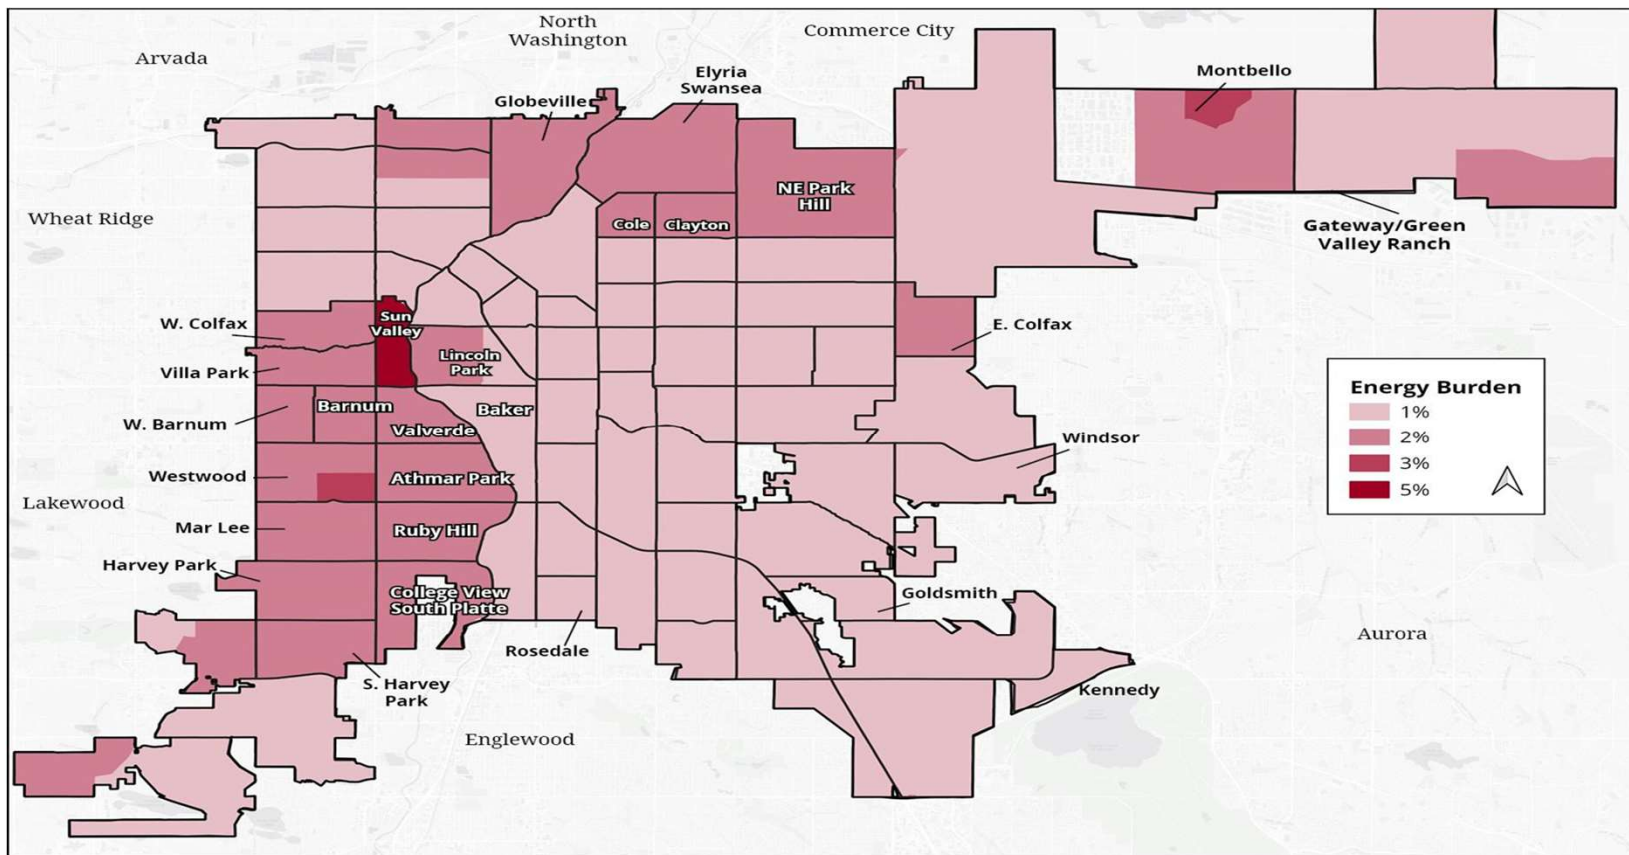 North
Washington
Commerce City
Arvada
Elyria
Swansea
Montbello
Globeville
NE Park
Hill
Wheat Ridge
Cole
Clayton
Gateway/Green
Valley Ranch
W. Colfax
Sun
Valley
E. Colfax
Lincoln
Park
Villa Park
Energy Burden
1%
2%
3%
5%
Barnum
Baker
W. Barnum
Valverde
Windsor
Westwood
Athmar Park
Lakewood
Mar Lee
Ruby Hill
Harvey Park
College View
South Platte
Goldsmith
Aurora
Rosedale
S. Harvey
Park
Kennedy
Englewood